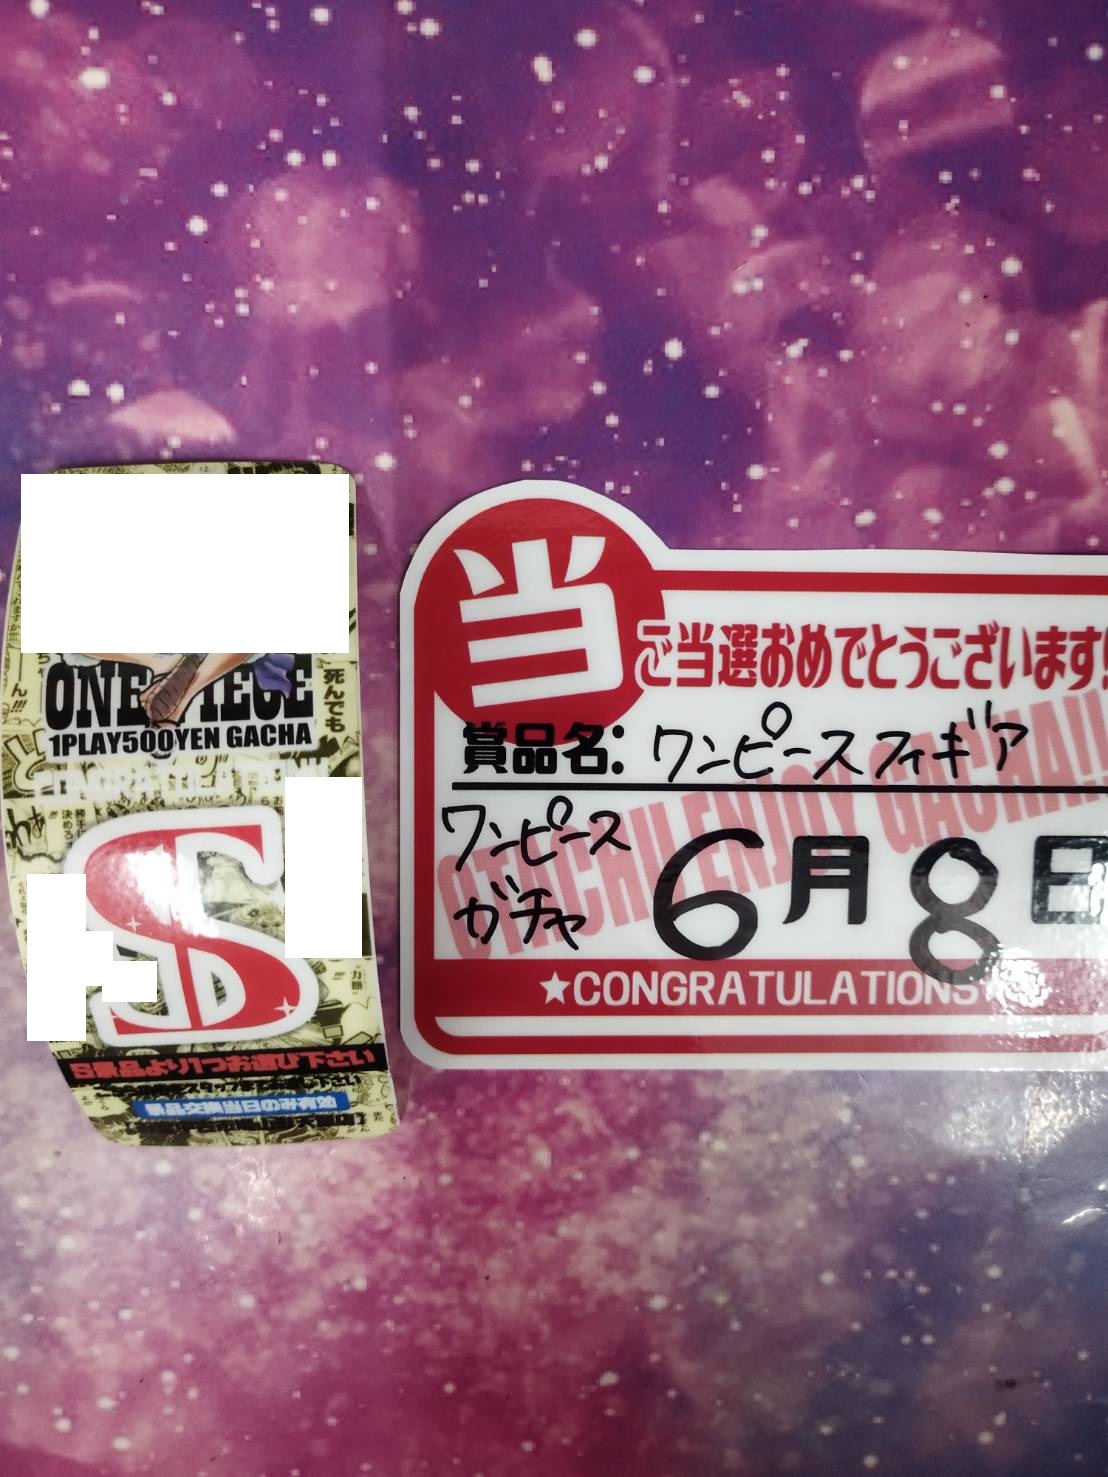 ONE PIECE
1PLAY500YEN GACHA
死んでも
S
S景品より1つお選び下さい
景品交換当日のみ有効
当
ご当選おめでとうございます!
賞品名: ワンピースフィギア
ワンピース
ガチャ
6月8日
OTACHU ENJOY GACHA!!
★CONGRATULATIONS